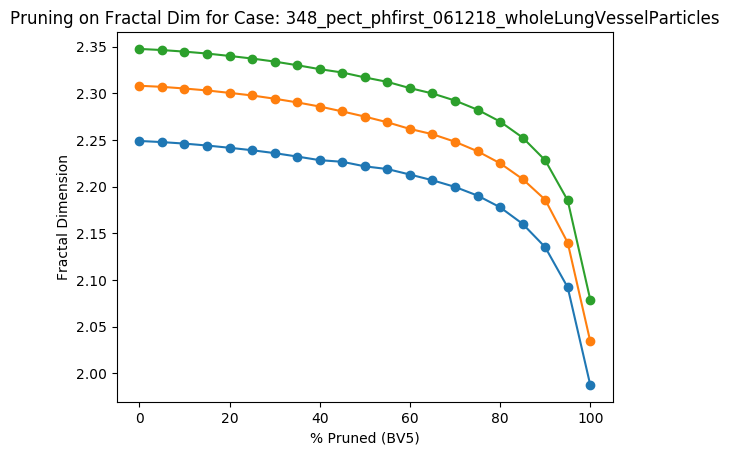 Pruning on Fractal Dim for Case: 348_pect_phfirst_061218_wholeLungVesselParticles
2.35
2.30
2.25
2.20
2.15
2.10
2.05
2.00
Fractal Dimension
0 20 40 60 80 100
% Pruned (BV5)